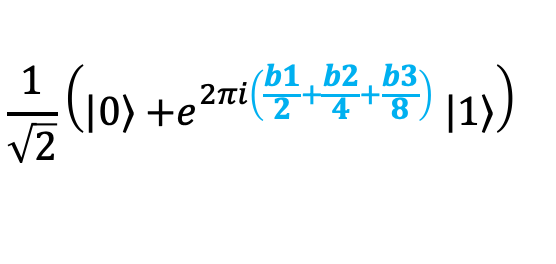 1/√2 (|0⟩ +e^2πi(b1/2+b2/4+b3/8) |1⟩)